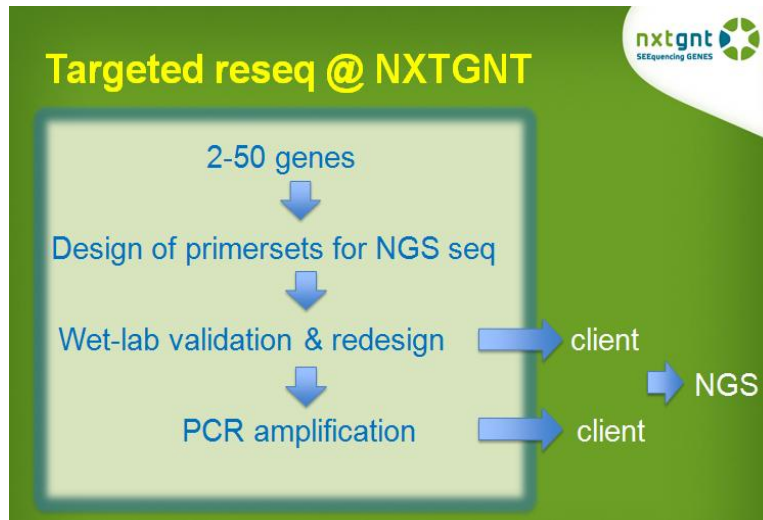 nxtgnt
SEEquencing GENES
Targeted reseq @ NXTGNT
2-50 genes
Design of primersets for NGS seq
Wet-lab validation & redesign
client
NGS
PCR amplification
client